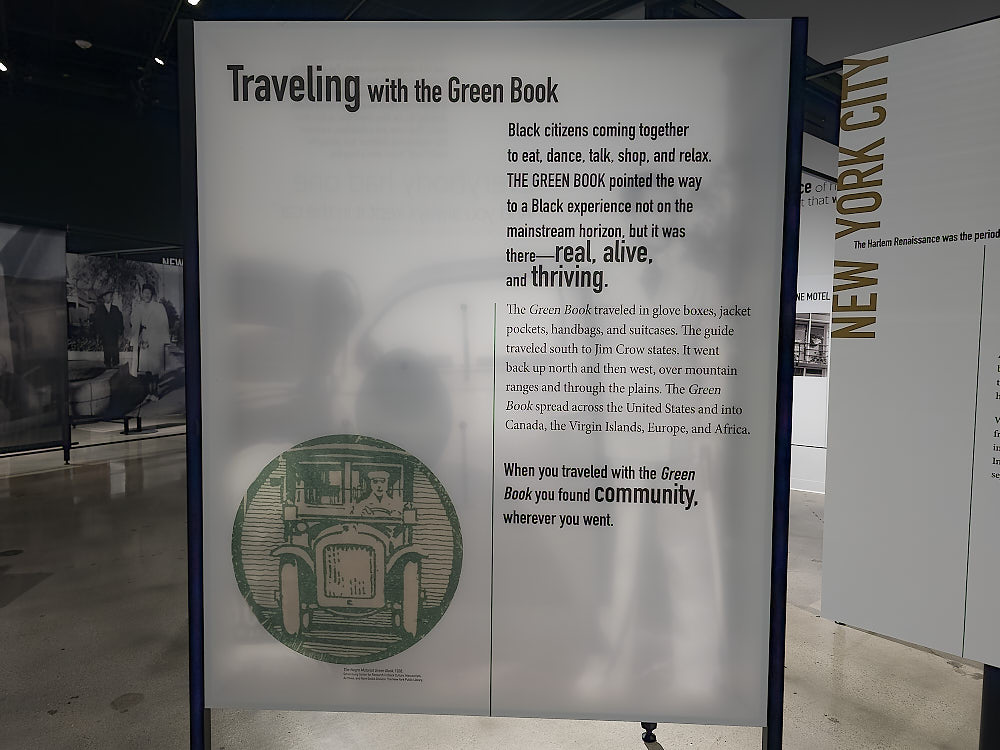 Traveling with the Green Book
Black citizens coming together
to eat, dance, talk, shop, and relax.
THE GREEN BOOK pointed the way
to a Black experience not on the
mainstream horizon, but it was
there—real, alive,
and thriving.
The Green Book traveled in glove boxes, jacket
pockets, handbags, and suitcases. The guide
traveled south to Jim Crow states. It went
back up north and then west, over mountain
ranges and through the plains. The Green
Book spread across the United States and into
Canada, the Virgin Islands, Europe, and Africa.
When you traveled with the Green
Book you found community,
wherever you went.
NEW YORK CITY
The Harlem Renaissance was the period
NE MOTEL
NEW